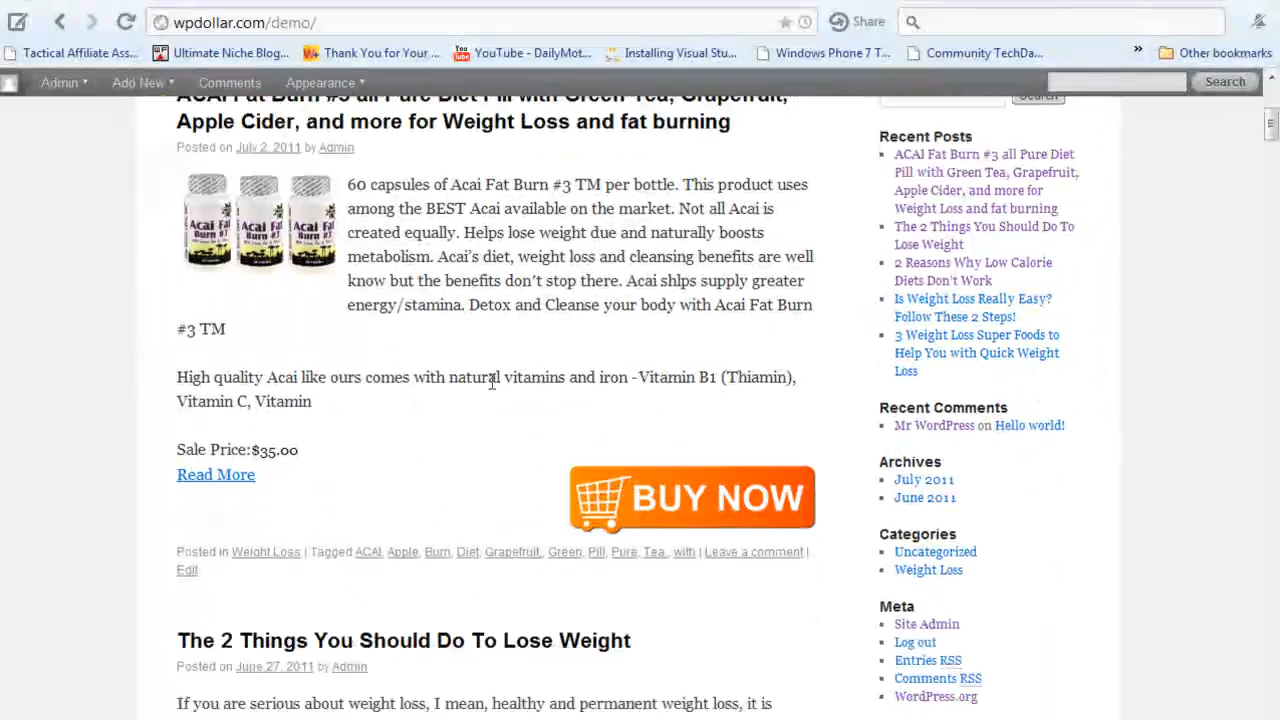 wpdollar.com/demo/
Share
Tactical Affiliate Ass...
Ultimate Niche Blog...
Thank You for Your ...
YouTube - DailyMot...
Installing Visual Stu...
Windows Phone 7 T...
Community TechDa...
»
Other bookmarks
Admin
Add New
Comments
Appearance
Search
ACAI Fat Burn #3 all Pure Diet Pill with Green Tea, Grapefruit,
Apple Cider, and more for Weight Loss and fat burning
Posted on July 2, 2011 by Admin
Acai Fat Burn #3
60 capsules of Acai Fat Burn #3 TM per bottle. This product uses
among the BEST Acai available on the market. Not all Acai is
created equally. Helps lose weight due and naturally boosts
metabolism. Acai's diet, weight loss and cleansing benefits are well
know but the benefits don't stop there. Acai shlps supply greater
energy/stamina. Detox and Cleanse your body with Acai Fat Burn
#3 TM
High quality Acai like ours comes with natural vitamins and iron -Vitamin B1 (Thiamin),
Vitamin C, Vitamin
Sale Price:$35.00
Read More
BUY NOW
Posted in Weight Loss | Tagged ACAI, Apple, Burn, Diet, Grapefruit,, Green, Pill, Pure, Tea,, with | Leave a comment |
Edit
The 2 Things You Should Do To Lose Weight
Posted on June 27, 2011 by Admin
If you are serious about weight loss, I mean, healthy and permanent weight loss, it is
Search
Recent Posts
ACAI Fat Burn #3 all Pure Diet
Pill with Green Tea, Grapefruit,
Apple Cider, and more for
Weight Loss and fat burning
The 2 Things You Should Do To
Lose Weight
2 Reasons Why Low Calorie
Diets Don't Work
Is Weight Loss Really Easy?
Follow These 2 Steps!
3 Weight Loss Super Foods to
Help You with Quick Weight
Loss
Recent Comments
Mr WordPress on Hello world!
Archives
July 2011
June 2011
Categories
Uncategorized
Weight Loss
Meta
Site Admin
Log out
Entries RSS
Comments RSS
WordPress.org